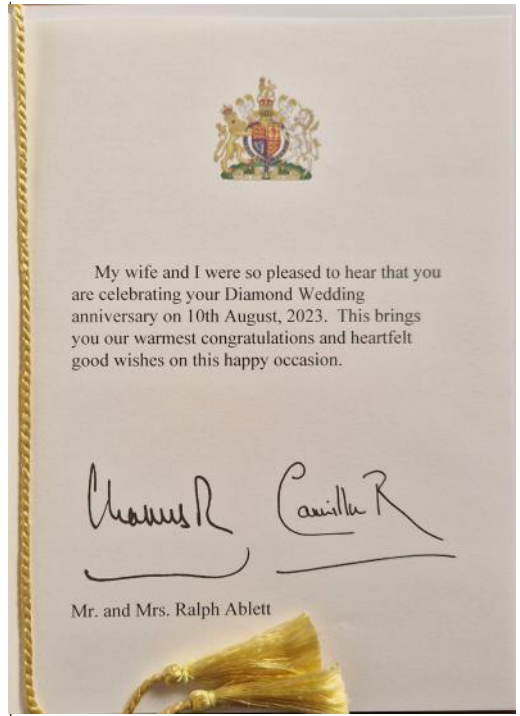 My wife and I were so pleased to hear that you
are celebrating your Diamond Wedding
anniversary on 10th August, 2023.  This brings
you our warmest congratulations and heartfelt
good wishes on this happy occasion.
Charles R Camilla R
Mr. and Mrs. Ralph Ablett